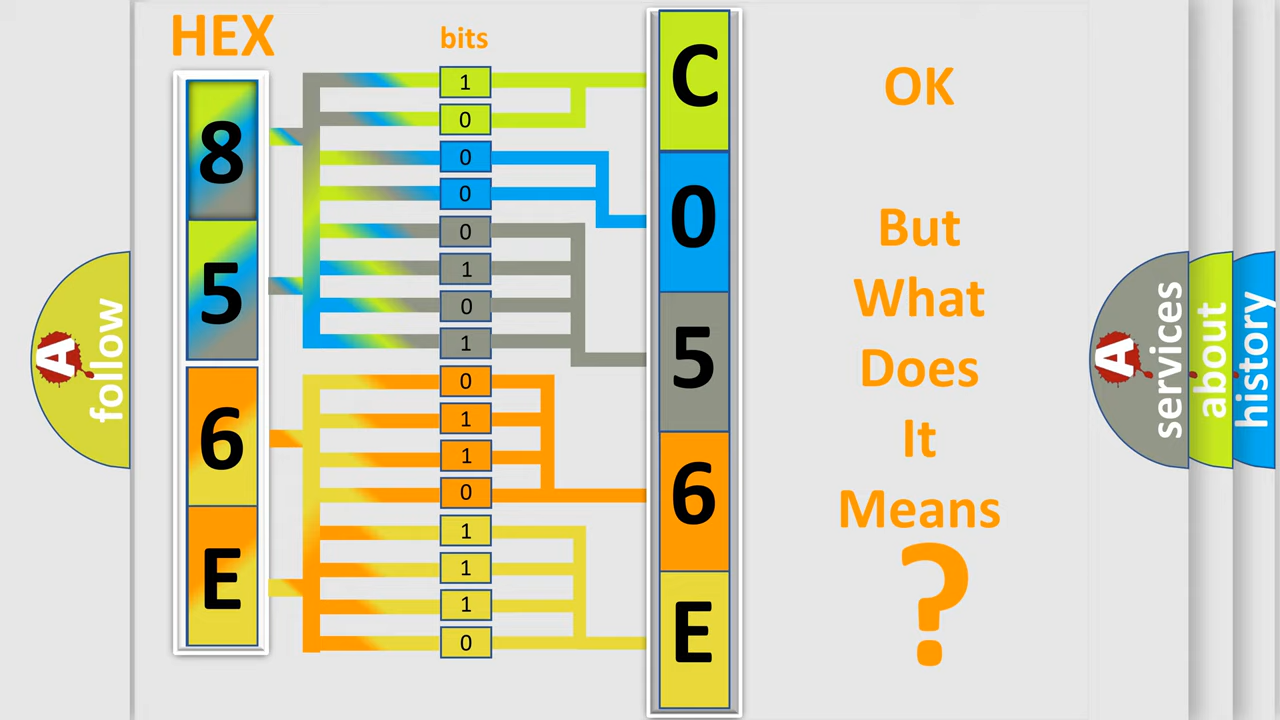 HEX
bits
8
5
6
E
1
0
0
0
0
1
0
1
0
1
1
0
1
1
1
0
C
0
5
6
E
OK
But
What
Does
It
Means
?
A
follow
A
services
about
history